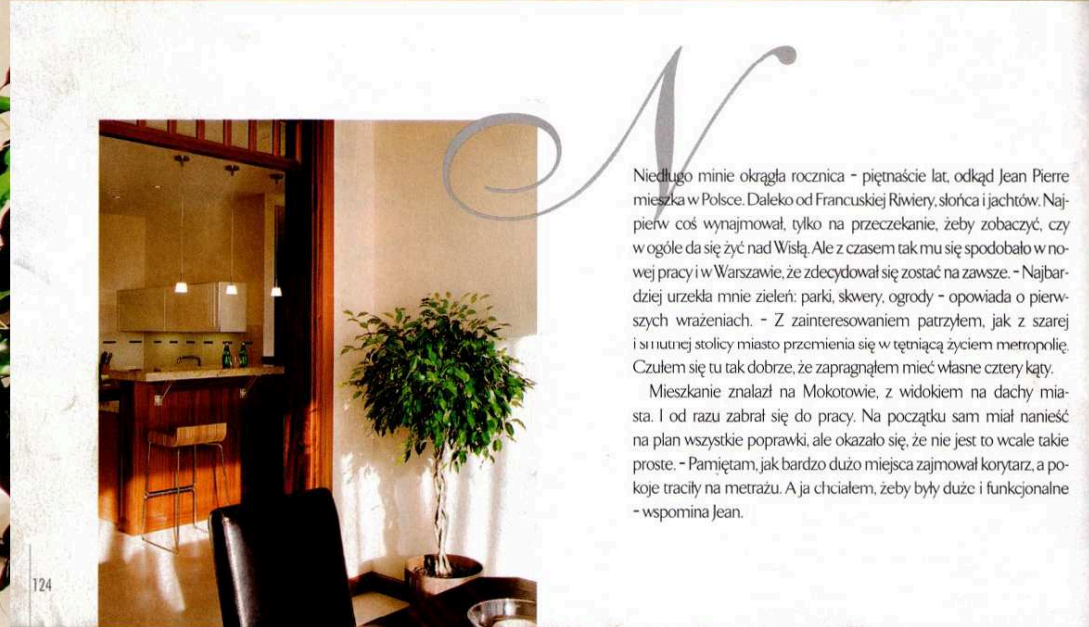 N
Niedługo minie okrągła rocznica - piętnaście lat, odkąd Jean Pierre
mieszka w Polsce. Daleko od Francuskiej Riwiery, słońca i jachtów. Naj-
pierw coś wynajmował, tylko na przeczekanie, żeby zobaczyć, czy
w ogóle da się żyć nad Wisłą. Ale z czasem tak mu się spodobało w no-
wej pracy i w Warszawie, że zdecydował się zostać na zawsze. - Najbar-
dziej urzekła mnie zieleń: parki, skwery, ogrody - opowiada o pierw-
szych wrażeniach. - Z zainteresowaniem patrzyłem, jak z szarej
i smutnej stolicy miasto przemienia się w tętniącą życiem metropolię.
Czułem się tu tak dobrze, że zapragnąłem mieć własne cztery kąty.
Mieszkanie znalazł na Mokotowie, z widokiem na dachy mia-
sta. I od razu zabrał się do pracy. Na początku sam miał nanieść
na plan wszystkie poprawki, ale okazało się, że nie jest to wcale takie
proste. - Pamiętam, jak bardzo dużo miejsca zajmował korytarz, a po-
koje traciły na metrażu. A ja chciałem, żeby były duże i funkcjonalne
- wspomina Jean.
124